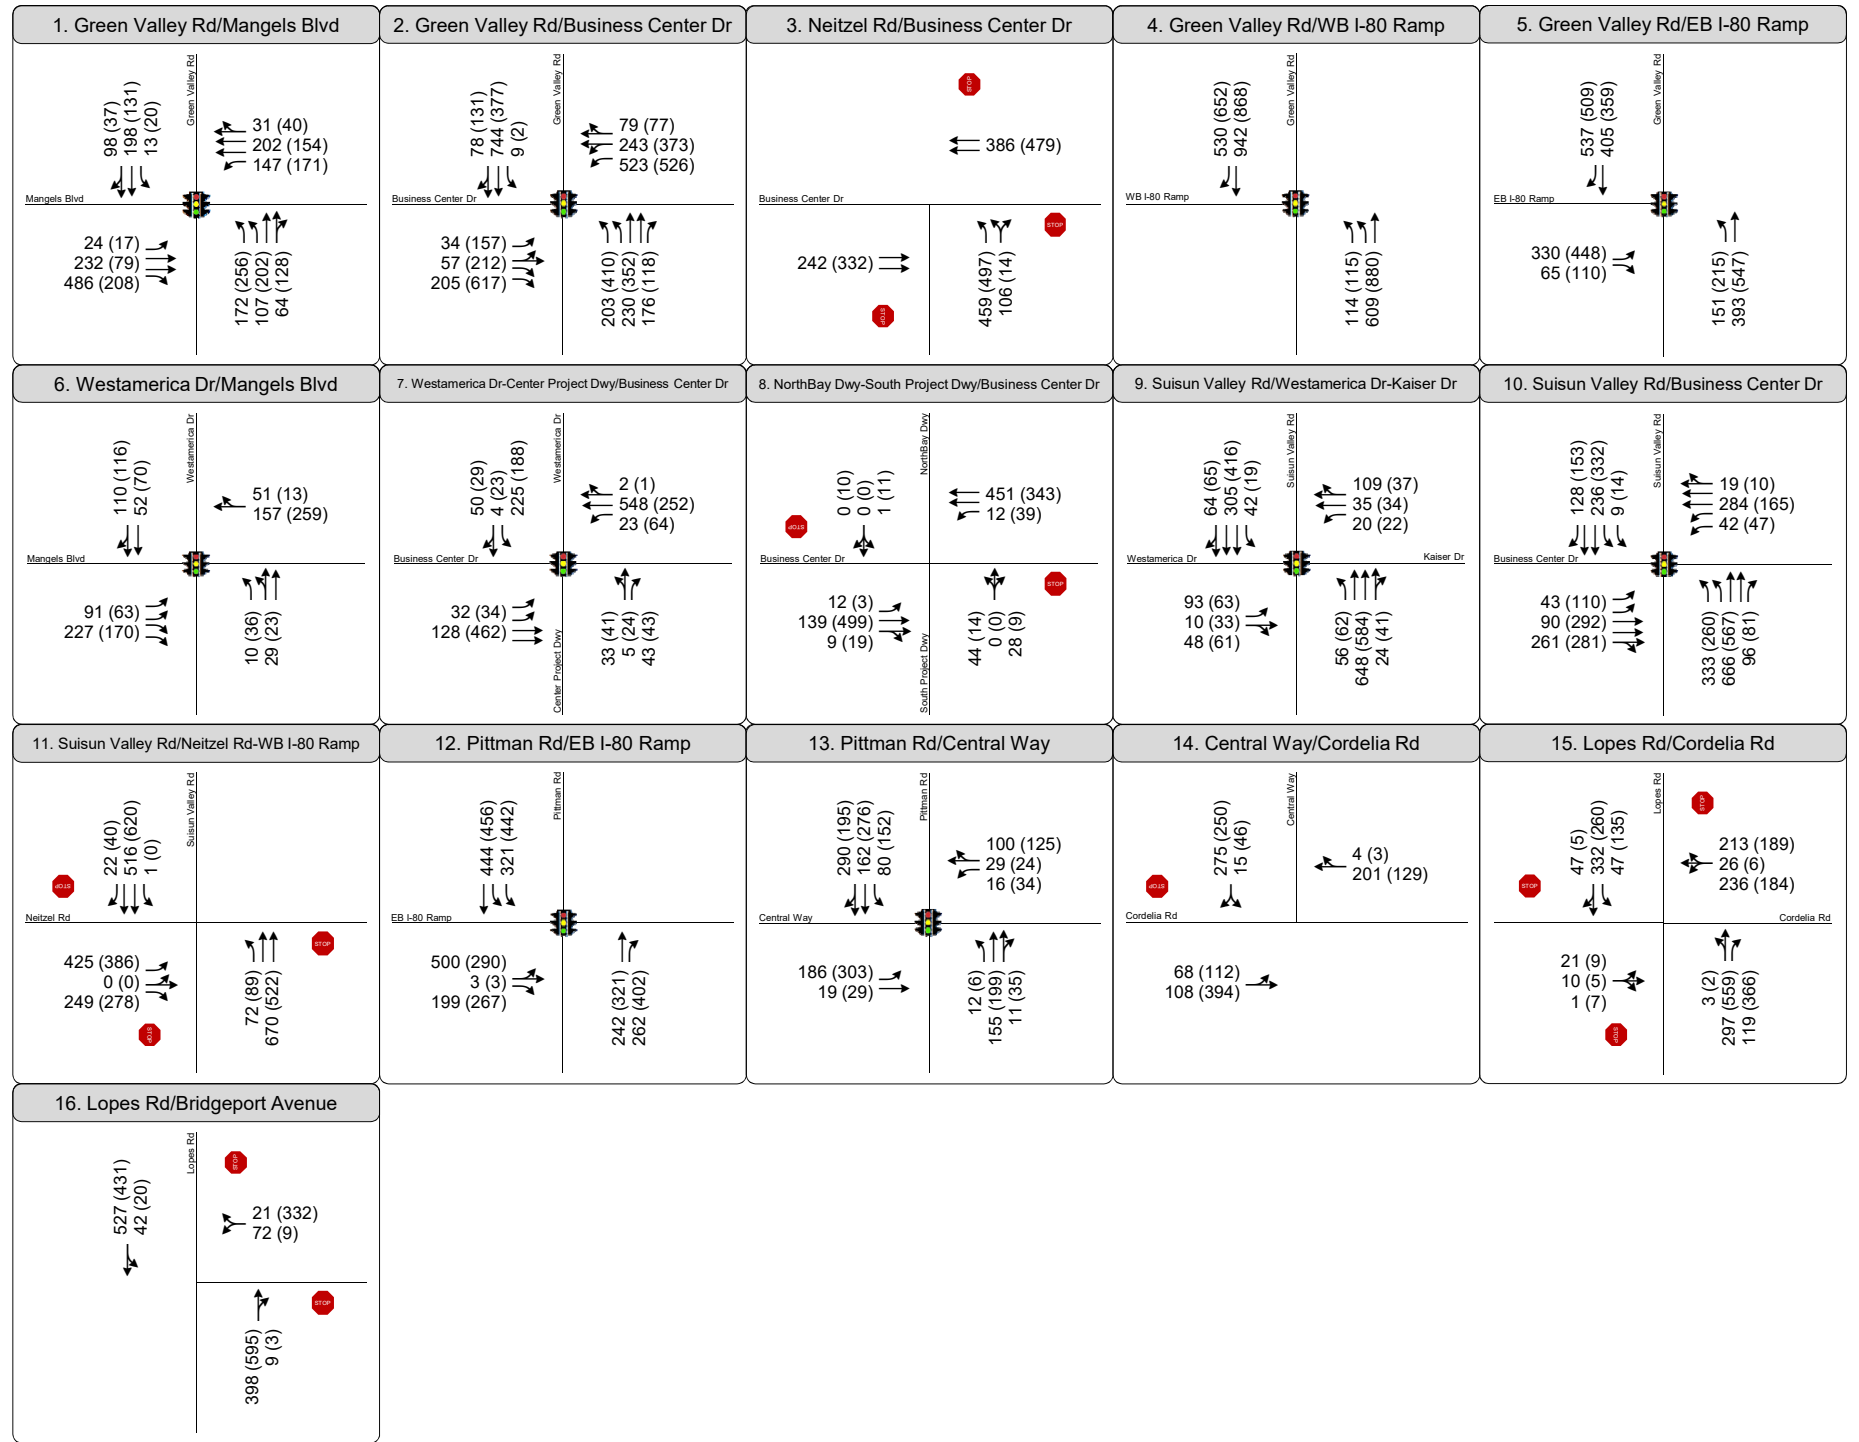 1. Green Valley Rd/Mangels Blvd
Green Valley Rd
98 (37)
198 (131)
13 (20)
31 (40)
202 (154)
147 (171)
Mangels Blvd
24 (17)
232 (79)
486 (208)
172 (256)
107 (202)
64 (128)
2. Green Valley Rd/Business Center Dr
Green Valley Rd
78 (131)
744 (377)
9 (2)
79 (77)
243 (373)
523 (526)
Business Center Dr
34 (157)
57 (212)
205 (617)
203 (410)
230 (352)
176 (118)
3. Neitzel Rd/Business Center Dr
STOP
386 (479)
Business Center Dr
STOP
242 (332)
STOP
459 (497)
106 (14)
4. Green Valley Rd/WB I-80 Ramp
Green Valley Rd
530 (652)
942 (868)
WB I-80 Ramp
114 (115)
609 (880)
5. Green Valley Rd/EB I-80 Ramp
Green Valley Rd
537 (509)
405 (359)
EB I-80 Ramp
330 (448)
65 (110)
151 (215)
393 (547)
6. Westamerica Dr/Mangels Blvd
Westamerica Dr
110 (116)
52 (70)
51 (13)
157 (259)
Mangels Blvd
91 (63)
227 (170)
10 (36)
29 (23)
7. Westamerica Dr-Center Project Dwy/Business Center Dr
Westamerica Dr
50 (29)
4 (23)
225 (188)
2 (1)
548 (252)
23 (64)
Business Center Dr
32 (34)
128 (462)
33 (41)
5 (24)
43 (43)
Center Project Dwy
8. NorthBay Dwy-South Project Dwy/Business Center Dr
NorthBay Dwy
0 (10)
0 (0)
1 (11)
451 (343)
12 (39)
STOP
Business Center Dr
STOP
12 (3)
139 (499)
9 (19)
44 (14)
0 (0)
28 (9)
South Project Dwy
9. Suisun Valley Rd/Westamerica Dr-Kaiser Dr
Suisun Valley Rd
64 (65)
305 (416)
42 (19)
109 (37)
35 (34)
20 (22)
Westamerica Dr
Kaiser Dr
93 (63)
10 (33)
48 (61)
56 (62)
648 (584)
24 (41)
10. Suisun Valley Rd/Business Center Dr
Suisun Valley Rd
128 (153)
236 (332)
9 (14)
19 (10)
284 (165)
42 (47)
Business Center Dr
43 (110)
90 (292)
261 (281)
333 (260)
666 (567)
96 (81)
11. Suisun Valley Rd/Neitzel Rd-WB I-80 Ramp
Suisun Valley Rd
22 (40)
516 (620)
1 (0)
STOP
Neitzel Rd
STOP
425 (386)
0 (0)
249 (278)
STOP
72 (89)
670 (522)
12. Pittman Rd/EB I-80 Ramp
Pittman Rd
444 (456)
321 (442)
EB I-80 Ramp
500 (290)
3 (3)
199 (267)
242 (321)
262 (402)
13. Pittman Rd/Central Way
Pittman Rd
290 (195)
162 (276)
80 (152)
100 (125)
29 (24)
16 (34)
Central Way
186 (303)
19 (29)
12 (6)
155 (199)
11 (35)
14. Central Way/Cordelia Rd
Central Way
275 (250)
15 (46)
4 (3)
201 (129)
STOP
Cordelia Rd
68 (112)
108 (394)
15. Lopes Rd/Cordelia Rd
Lopes Rd
STOP
47 (5)
332 (260)
47 (135)
213 (189)
26 (6)
236 (184)
STOP
Cordelia Rd
21 (9)
10 (5)
1 (7)
STOP
3 (2)
297 (559)
119 (366)
16. Lopes Rd/Bridgeport Avenue
Lopes Rd
STOP
527 (431)
42 (20)
21 (332)
72 (9)
STOP
398 (595)
9 (3)